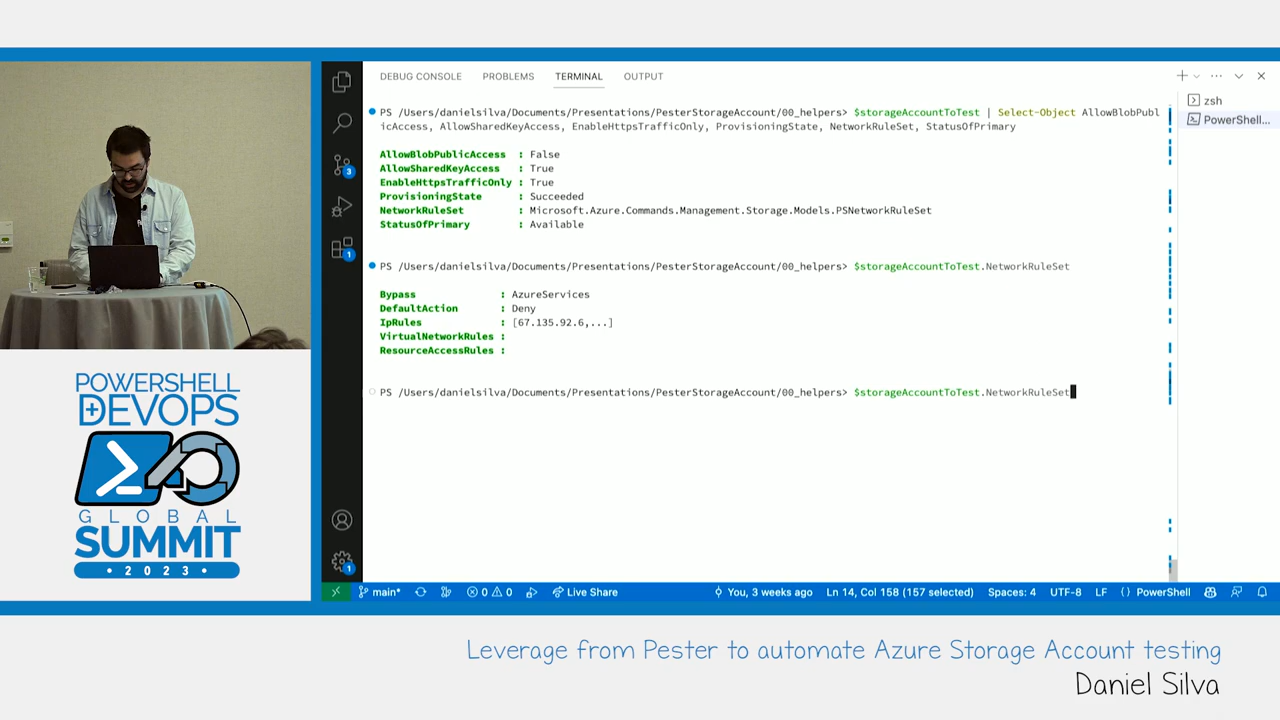 DEBUG CONSOLE PROBLEMS TERMINAL OUTPUT
zsh
PowerShell...
PS /Users/danielsilva/Documents/Presentations/PesterStorageAccount/00_helpers> $storageAccountToTest | Select-Object AllowBlobPubl
icAccess, AllowSharedKeyAccess, EnableHttpsTrafficOnly, ProvisioningState, NetworkRuleSet, StatusOfPrimary
AllowBlobPublicAccess : False
AllowSharedKeyAccess : True
EnableHttpsTrafficOnly : True
ProvisioningState : Succeeded
NetworkRuleSet : Microsoft.Azure.Commands.Management.Storage.Models.PSNetworkRuleSet
StatusOfPrimary : Available
PS /Users/danielsilva/Documents/Presentations/PesterStorageAccount/00_helpers> $storageAccountToTest.NetworkRuleSet
Bypass : AzureServices
DefaultAction : Deny
IpRules : [67.135.92.6,...]
VirtualNetworkRules :
ResourceAccessRules :
PS /Users/danielsilva/Documents/Presentations/PesterStorageAccount/00_helpers> $storageAccountToTest.NetworkRuleSet
3
1
1
main* 0 0 Live Share You, 3 weeks ago Ln 14, Col 158 (157 selected) Spaces: 4 UTF-8 LF {} PowerShell
POWERSHELL
+DEVOPS
GLOBAL
SUMMIT
• 2 0 2 3 •
Leverage from Pester to automate Azure Storage Account testing
Daniel Silva